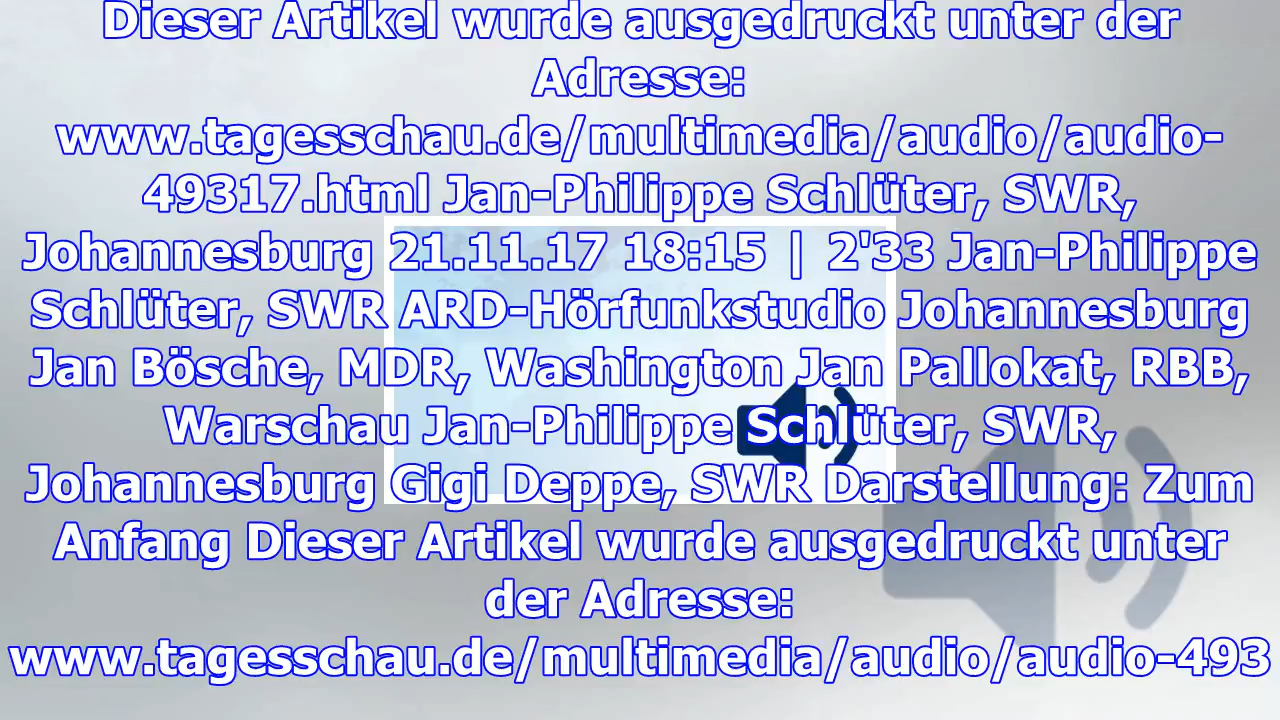 Dieser Artikel wurde ausgedruckt unter der
Adresse:
www.tagesschau.de/multimedia/audio/audio-
49317.html Jan-Philippe Schlüter, SWR,
Johannesburg 21.11.17 18:15 | 2'33 Jan-Philippe
Schlüter, SWR ARD-Hörfunkstudio Johannesburg
Jan Bösche, MDR, Washington Jan Pallokat, RBB,
Warschau Jan-Philippe Schlüter, SWR,
Johannesburg Gigi Deppe, SWR Darstellung: Zum
Anfang Dieser Artikel wurde ausgedruckt unter
der Adresse:
www.tagesschau.de/multimedia/audio/audio-493